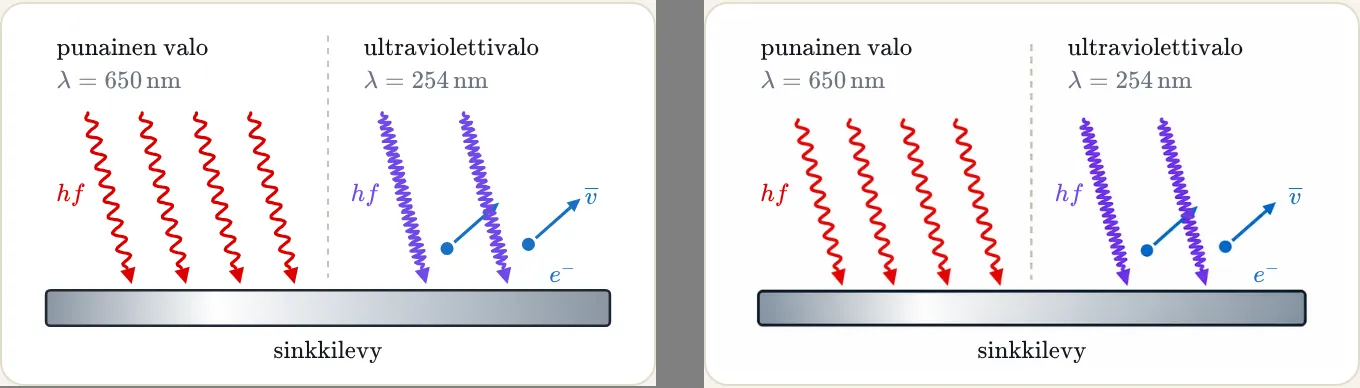 punainen valo
λ = 650 nm
ultraviolettivalo
λ = 254 nm
hf
hf
v̅
e⁻
sinkkilevy
punainen valo
λ = 650 nm
ultraviolettivalo
λ = 254 nm
hf
hf
v̅
e⁻
sinkkilevy